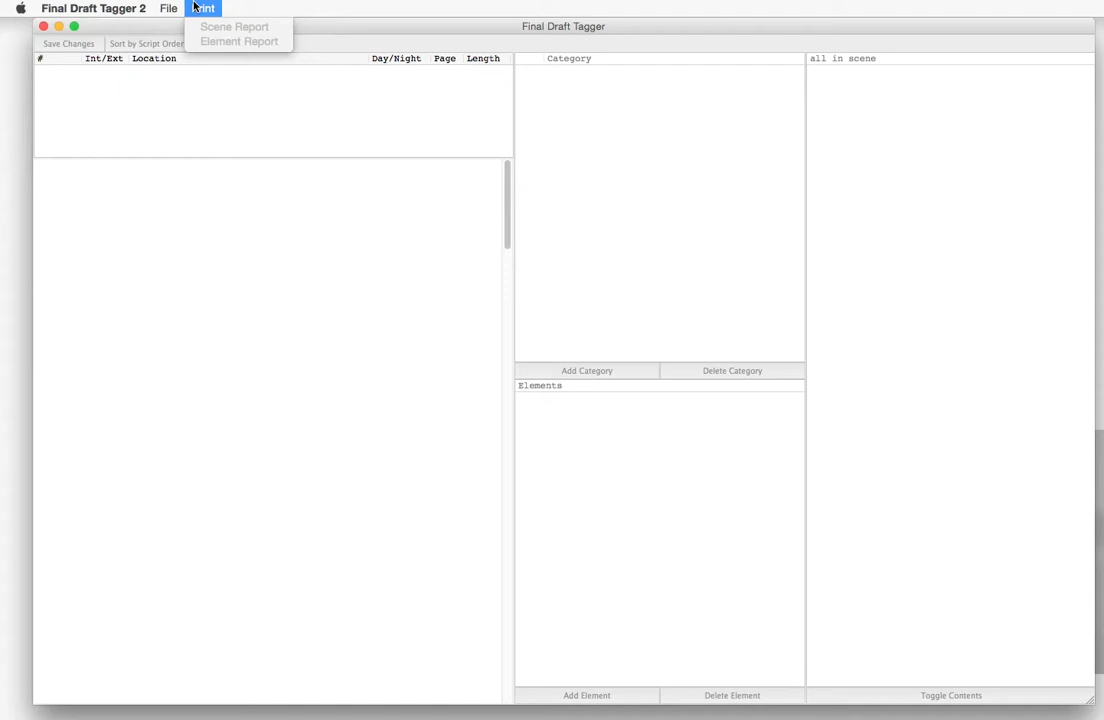 Final Draft Tagger 2 File Print
Scene Report
Element Report
Final Draft Tagger
Save Changes Sort by Script Order
# Int/Ext Location Day/Night Page Length
Category
all in scene
Add Category Delete Category
Elements
Add Element Delete Element Toggle Contents